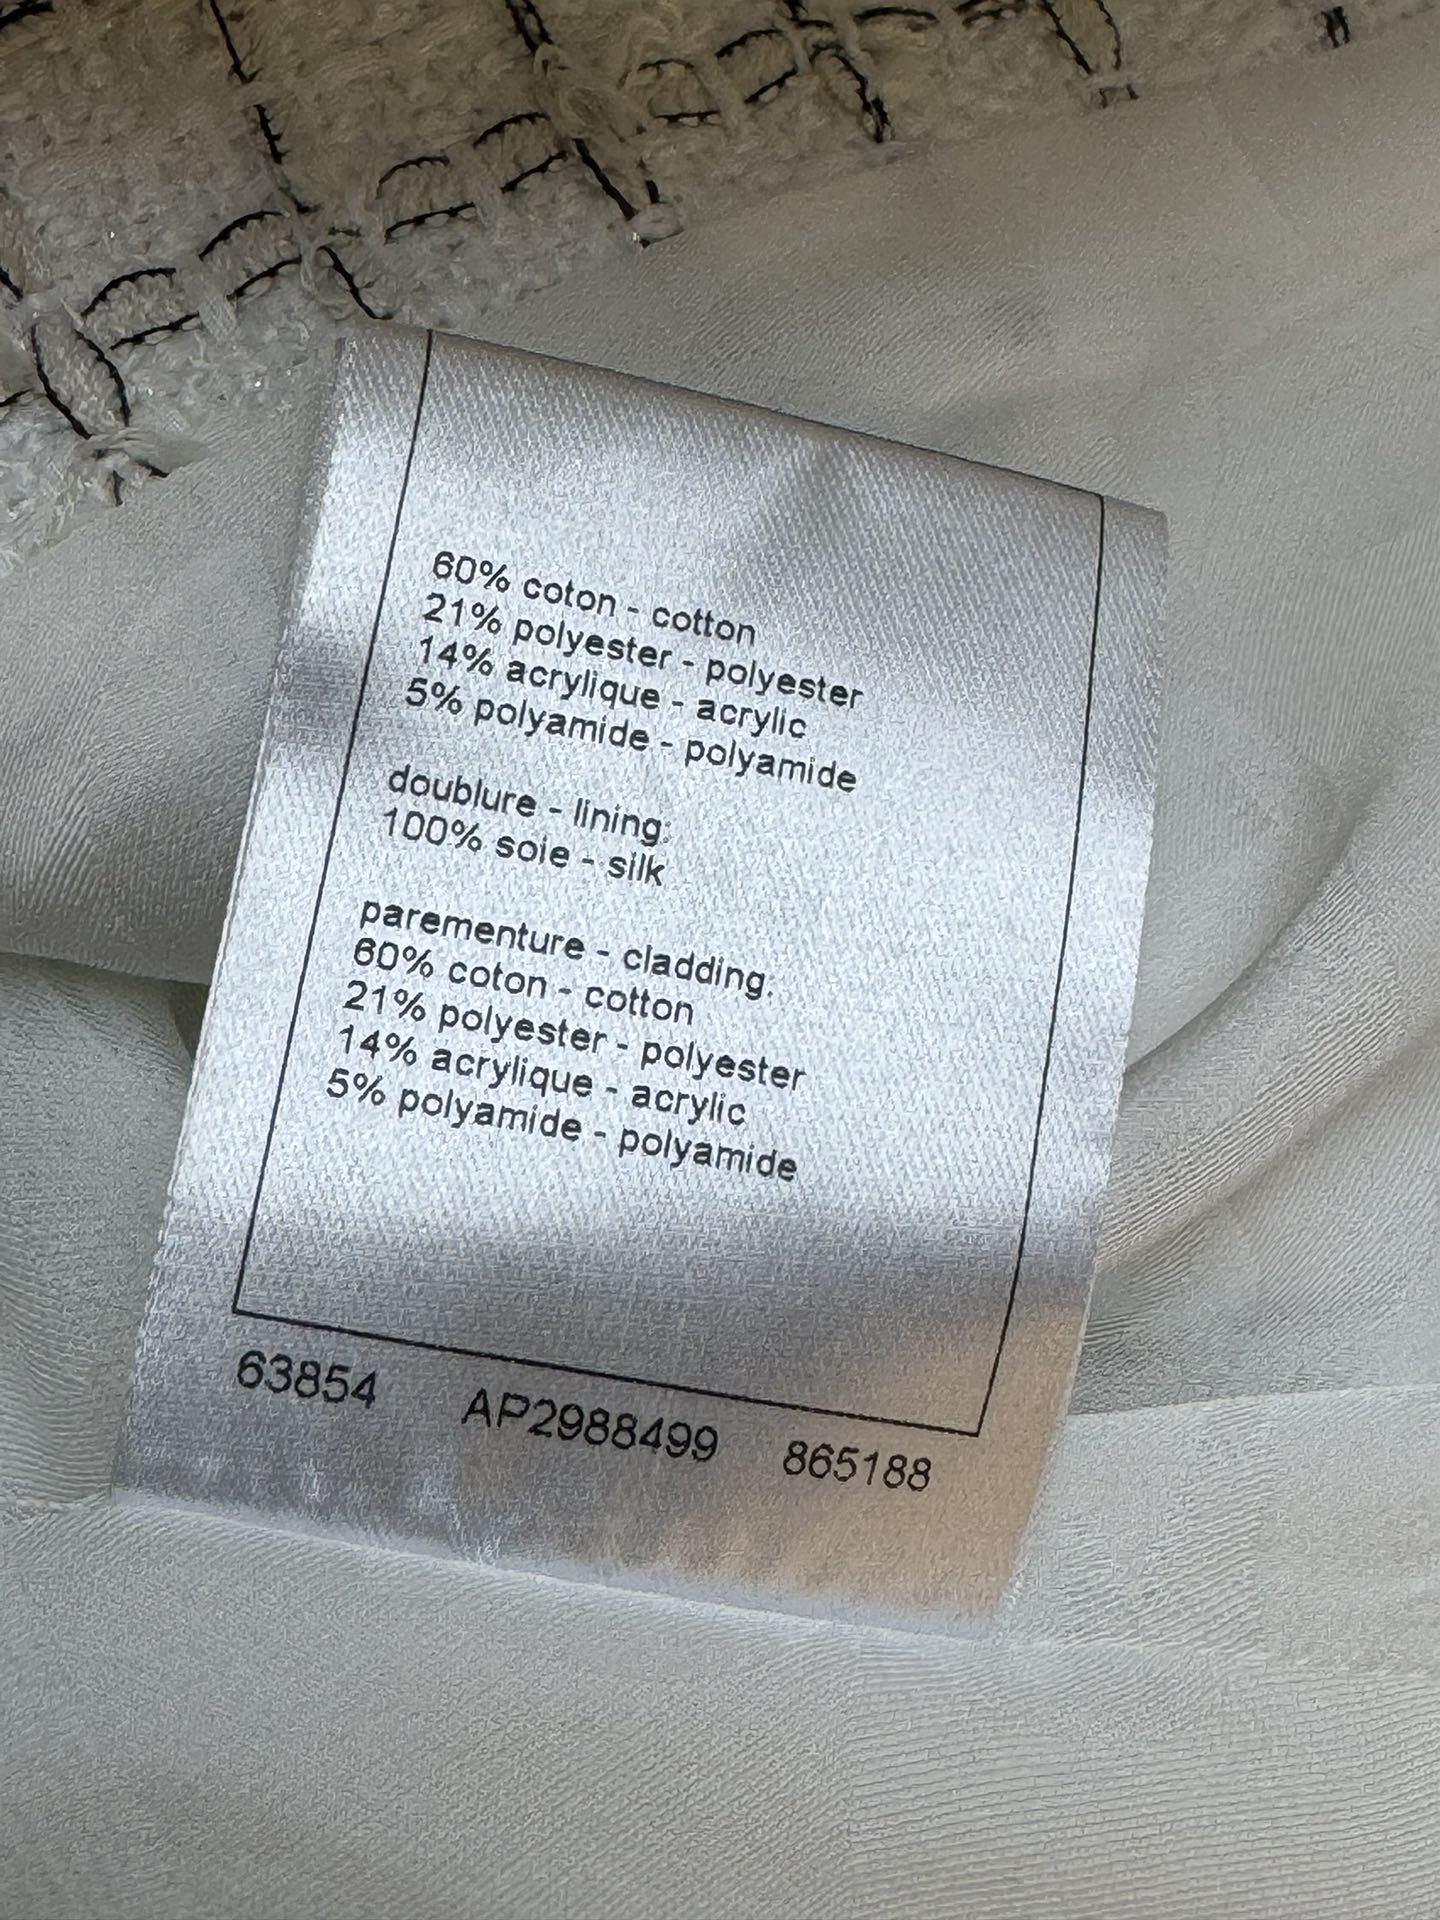 60% coton - cotton
21% polyester - polyester
14% acrylique - acrylic
5% polyamide - polyamide
doublure - lining:
100% soie - silk
parementure - cladding:
60% coton - cotton
21% polyester - polyester
14% acrylique - acrylic
5% polyamide - polyamide
63854 AP2988499 865188